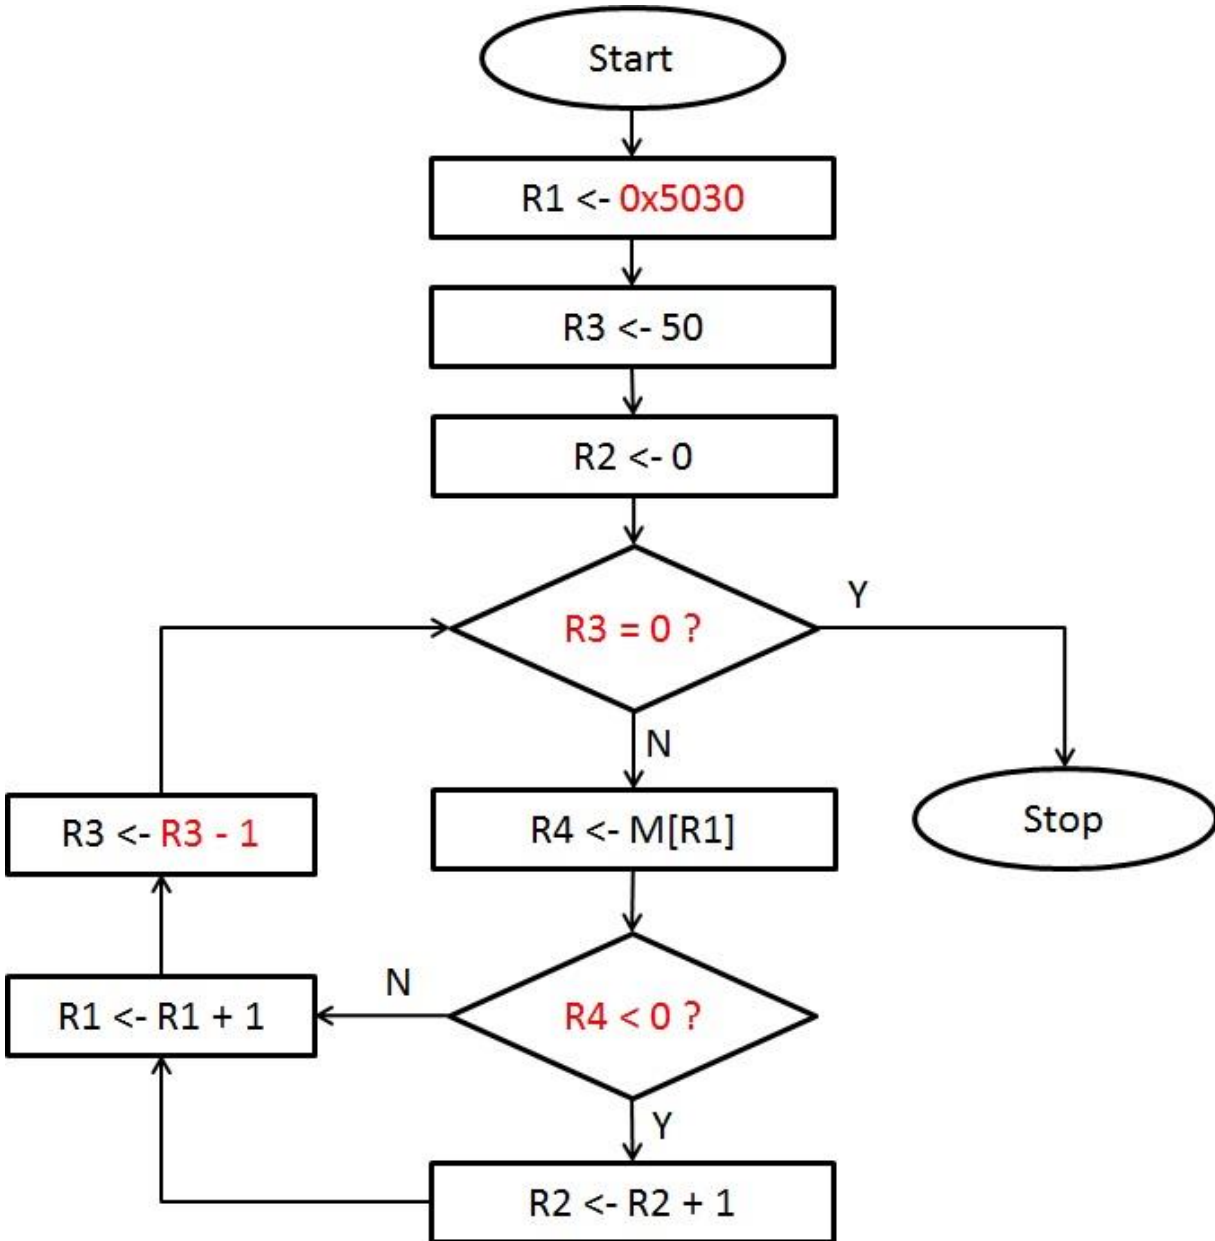 Start
R1 <- 0x5030
R3 <- 50
R2 <- 0
R3 = 0 ?
Y
N
R3 <- R3 - 1
R4 <- M[R1]
Stop
R1 <- R1 + 1
N
R4 < 0 ?
Y
R2 <- R2 + 1